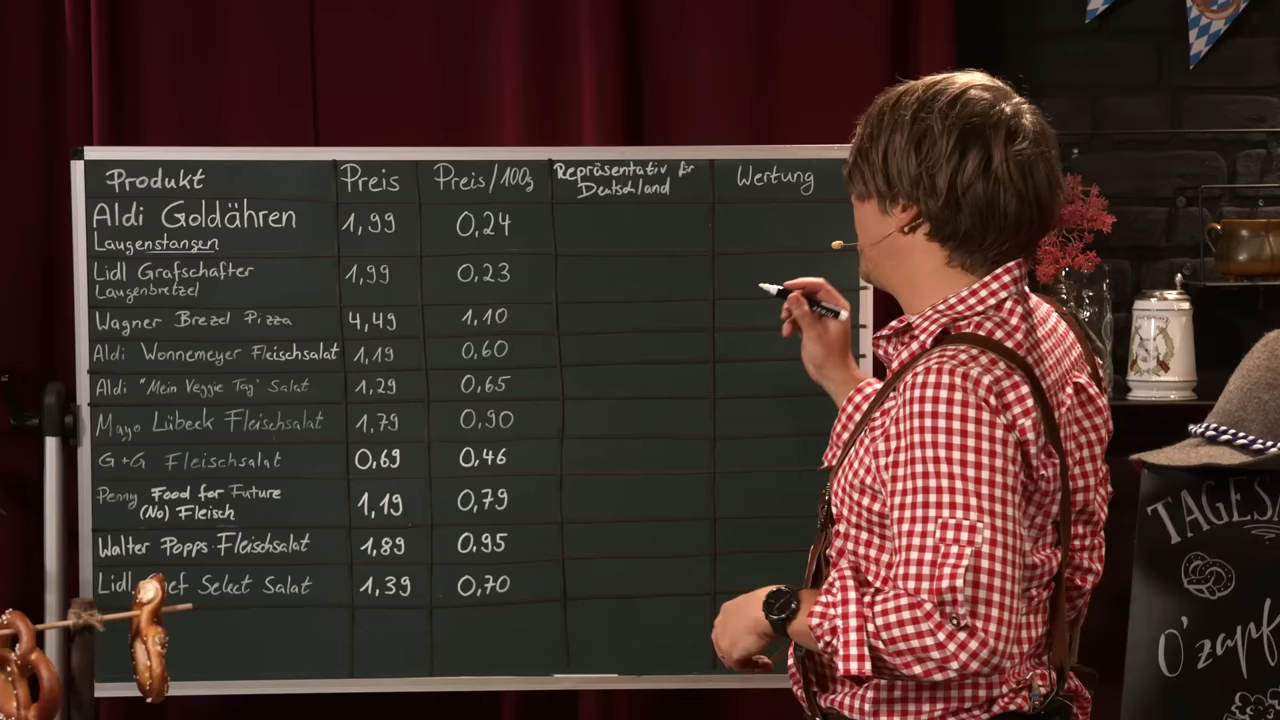 Produkt Preis Preis/100g Repräsentativ für Deutschland Wertung
Aldi Goldähren Laugenstangen 1,99 0,24
Lidl Grafschafter Laugenbretzel 1,99 0,23
Wagner Brezel Pizza 4,49 1,10
Aldi Wonnemeyer Fleischsalat 1,19 0,60
Aldi "Mein Veggie Tag" Salat 1,29 0,65
Mayo Lübeck Fleischsalat 1,79 0,90
G+G Fleischsalat 0,69 0,46
Penny Food for Future (No) Fleisch 1,19 0,79
Walter Popps Fleischsalat 1,89 0,95
Lidl Select Salat 1,39 0,70